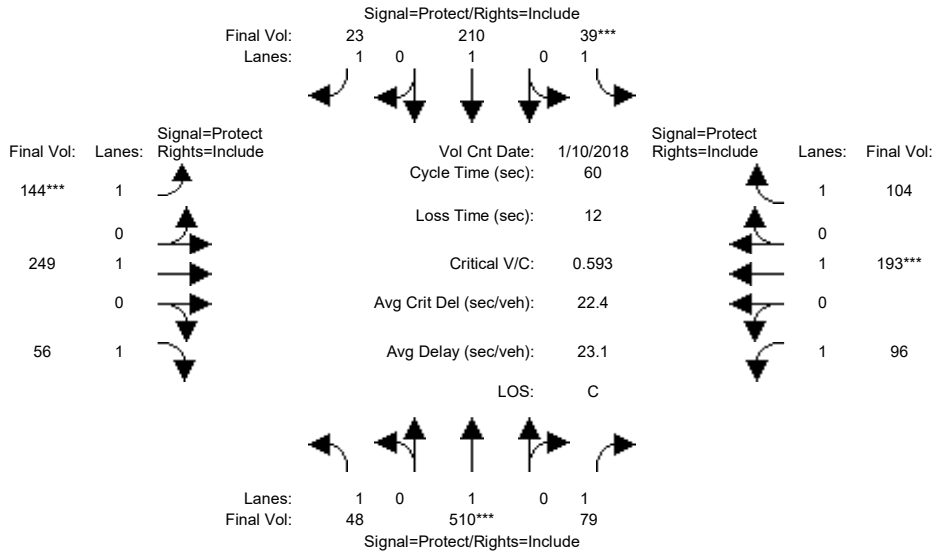 Signal=Protect/Rights=Include
Final Vol: 23 210 39***
Lanes: 1 0 1 0 1
Signal=Protect
Final Vol: Lanes: Rights=Include
Vol Cnt Date: 1/10/2018
Signal=Protect
Rights=Include Lanes: Final Vol:
Cycle Time (sec): 60
144*** 1
1 104
Loss Time (sec): 12
0
0
249 1
Critical V/C: 0.593
1 193***
0
Avg Crit Del (sec/veh): 22.4
0
56 1
Avg Delay (sec/veh): 23.1
1 96
LOS: C
Lanes: 1 0 1 0 1
Final Vol: 48 510*** 79
Signal=Protect/Rights=Include